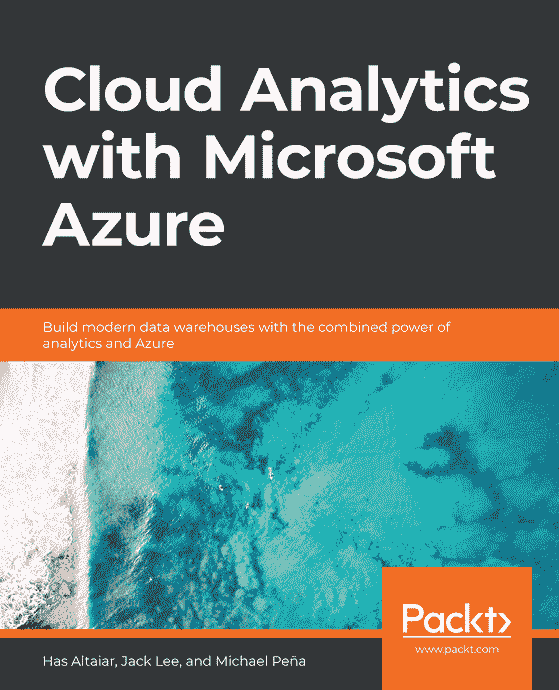 Cloud Analytics
with Microsoft
Azure
Build modern data warehouses with the combined power of
analytics and Azure
Packt>
www.packt.com
Has Altaiar, Jack Lee, and Michael Peña